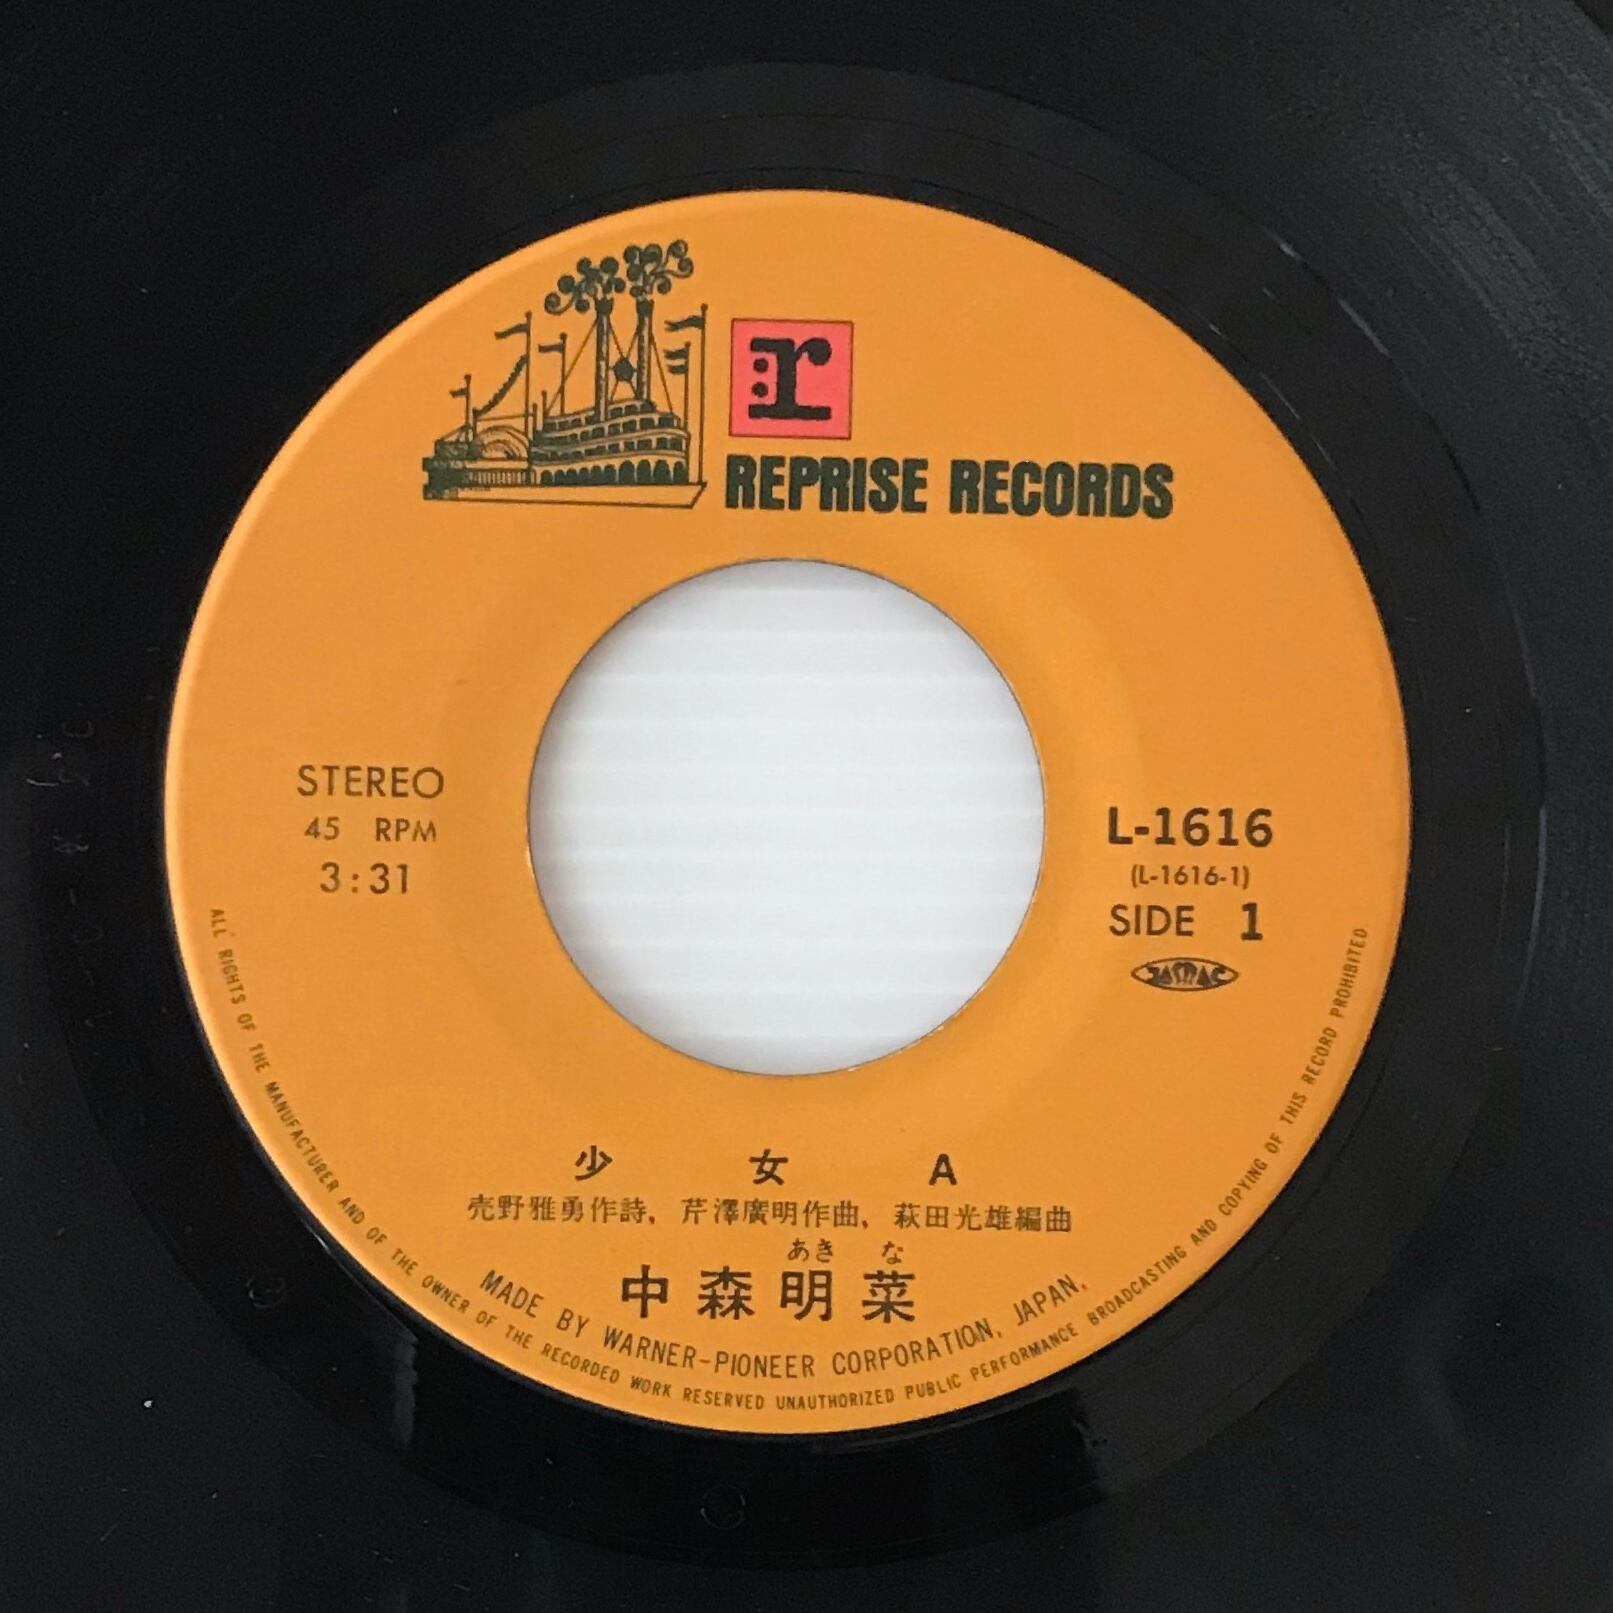 r
REPRISE RECORDS
STEREO
45 RPM
3:31
L-1616
(L-1616-1)
SIDE 1
JASRAC
少女A
売野雅勇作詩, 芹澤廣明作曲, 萩田光雄編曲
あき な
中森明菜
MADE BY WARNER-PIONEER CORPORATION, JAPAN,
ALL RIGHTS OF THE MANUFACTURER AND OF THE OWNER OF THE RECORDED WORK RESERVED UNAUTHORIZED PUBLIC PERFORMANCE BROADCASTING AND COPYING OF THIS RECORD PROHIBITED